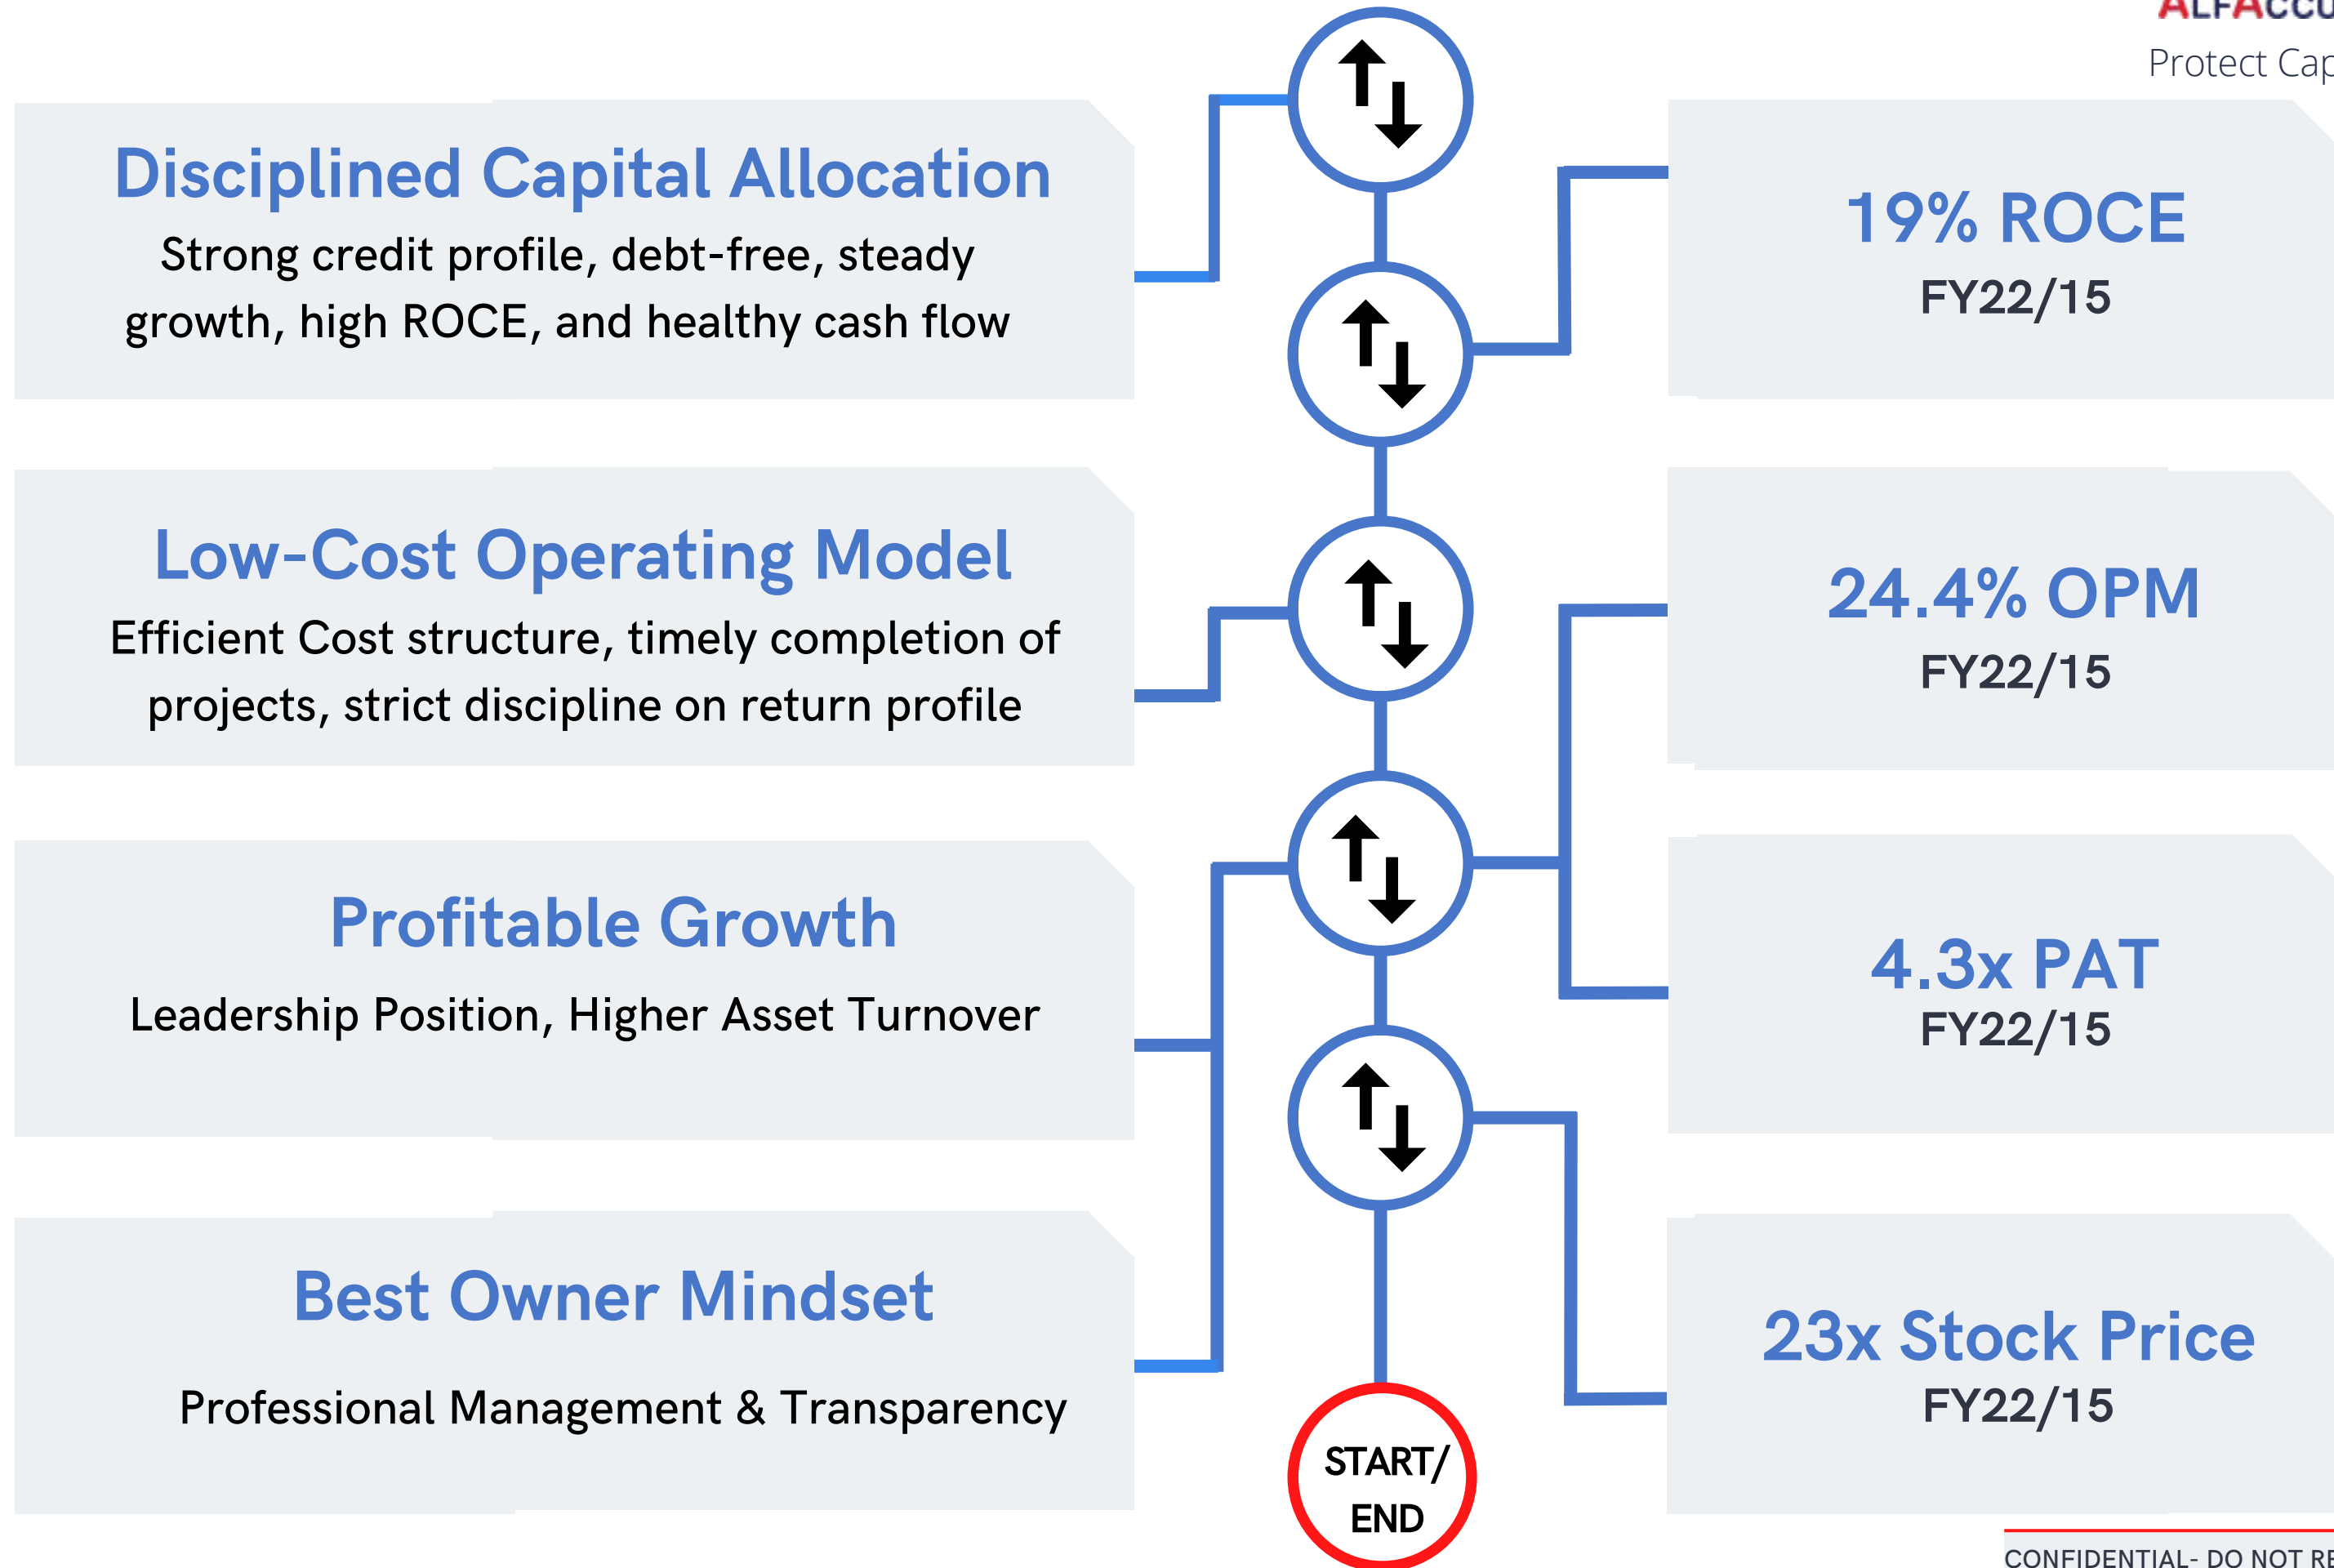 Protect
Disciplined Capital Allocation
Strong credit profile, debt-free, steady
growth, high ROCE, and healthy cash flow
19% ROCE
FY22/15
Low-Cost Operating Model
Efficient Cost structure, timely completion of
projects, strict discipline on return profile
24.4% OPM
FY22/15
Profitable Growth
Leadership Position, Higher Asset Turnover
4.3x PAT
FY22/15
Best Owner Mindset
Professional Management & Transparency
23x Stock Price
FY22/15
START/
END
CONFIDENTIAL- DO NOT